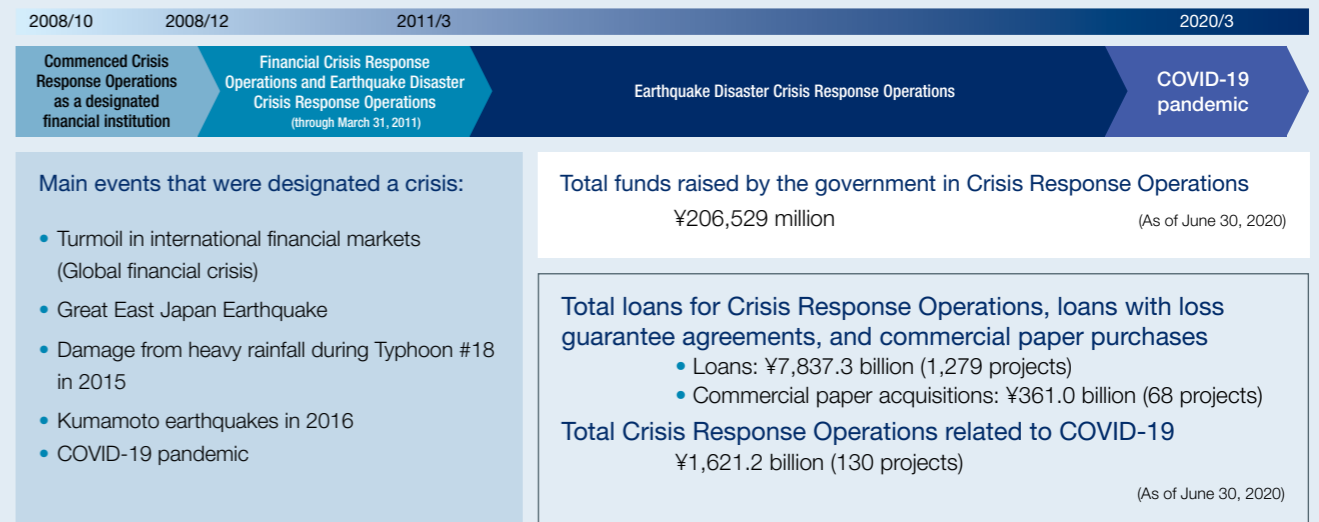 2008/10 2008/12 2011/3 2020/3
Commenced Crisis
Response Operations
as a designated
financial institution
Financial Crisis Response
Operations and Earthquake Disaster
Crisis Response Operations
(through March 31, 2011)
Earthquake Disaster Crisis Response Operations
COVID-19
pandemic
Main events that were designated a crisis:
• Turmoil in international financial markets
(Global financial crisis)
• Great East Japan Earthquake
• Damage from heavy rainfall during Typhoon #18
in 2015
• Kumamoto earthquakes in 2016
• COVID-19 pandemic
Total funds raised by the government in Crisis Response Operations
¥206,529 million (As of June 30, 2020)
Total loans for Crisis Response Operations, loans with loss
guarantee agreements, and commercial paper purchases
• Loans: ¥7,837.3 billion (1,279 projects)
• Commercial paper acquisitions: ¥361.0 billion (68 projects)
Total Crisis Response Operations related to COVID-19
¥1,621.2 billion (130 projects)
(As of June 30, 2020)